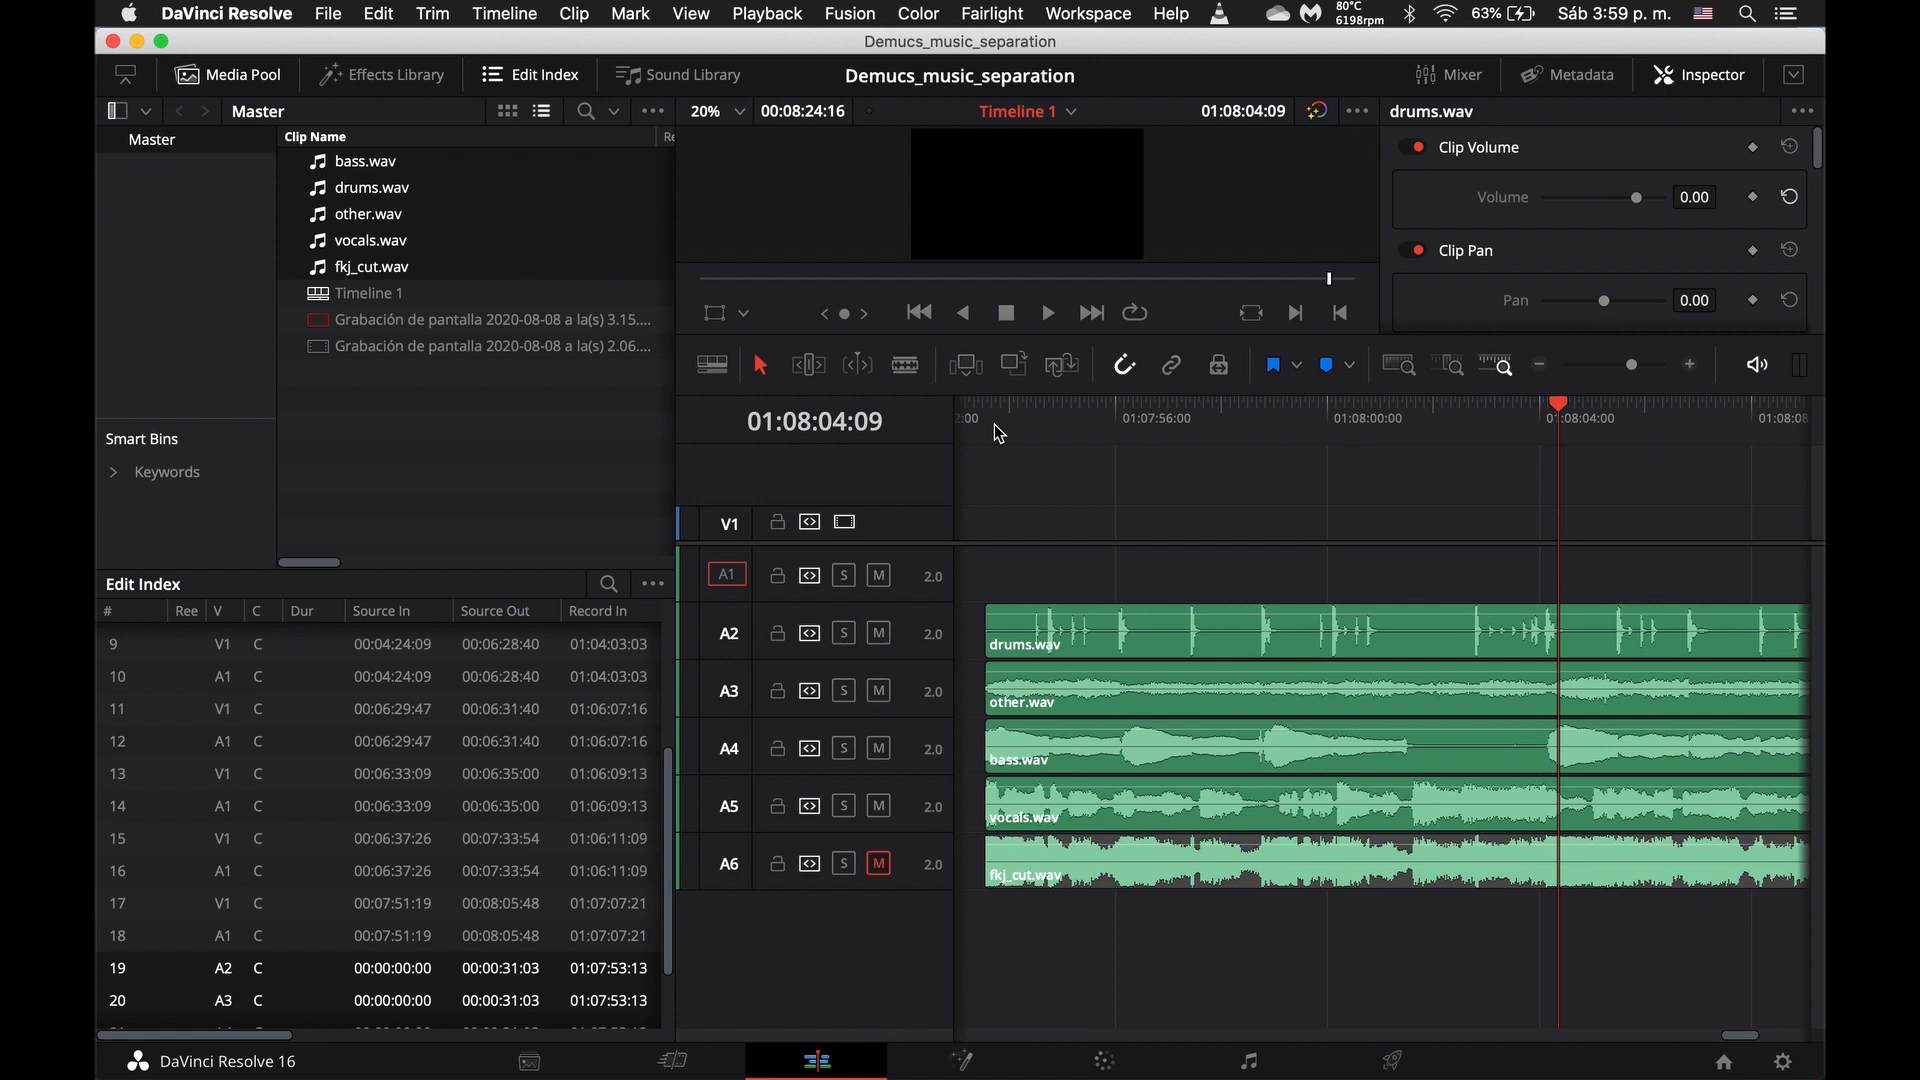 DaVinci Resolve File Edit Trim Timeline Clip Mark View Playback Fusion Color Fairlight Workspace Help 80°C 6198rpm 63% Sáb 3:59 p. m.
Demucs_music_separation
Media Pool Effects Library Edit Index Sound Library Demucs_music_separation Mixer Metadata Inspector
Master 20% 00:08:24:16 Timeline 1 01:08:04:09 drums.wav
Master Clip Name Re
Clip Volume
bass.wav
drums.wav
Volume 0.00
other.wav
vocals.wav
Clip Pan
fkj_cut.wav
Timeline 1
Pan 0.00
Grabación de pantalla 2020-08-08 a la(s) 3.15....
Grabación de pantalla 2020-08-08 a la(s) 2.06....
01:08:04:09 2:00 01:07:56:00 01:08:00:00 01:08:04:00 01:08:08
Smart Bins
Keywords
V1
Edit Index
A1 S M 2.0
# Ree V C Dur Source In Source Out Record In
9 V1 C 00:04:24:09 00:06:28:40 01:04:03:03
A2 S M 2.0 drums.wav
10 A1 C 00:04:24:09 00:06:28:40 01:04:03:03
A3 S M 2.0 other.wav
11 V1 C 00:06:29:47 00:06:31:40 01:06:07:16
12 A1 C 00:06:29:47 00:06:31:40 01:06:07:16
A4 S M 2.0 bass.wav
13 V1 C 00:06:33:09 00:06:35:00 01:06:09:13
14 A1 C 00:06:33:09 00:06:35:00 01:06:09:13
A5 S M 2.0 vocals.wav
15 V1 C 00:06:37:26 00:07:33:54 01:06:11:09
16 A1 C 00:06:37:26 00:07:33:54 01:06:11:09
A6 S M 2.0 fkj_cut.wav
17 V1 C 00:07:51:19 00:08:05:48 01:07:07:21
18 A1 C 00:07:51:19 00:08:05:48 01:07:07:21
19 A2 C 00:00:00:00 00:00:31:03 01:07:53:13
20 A3 C 00:00:00:00 00:00:31:03 01:07:53:13
DaVinci Resolve 16